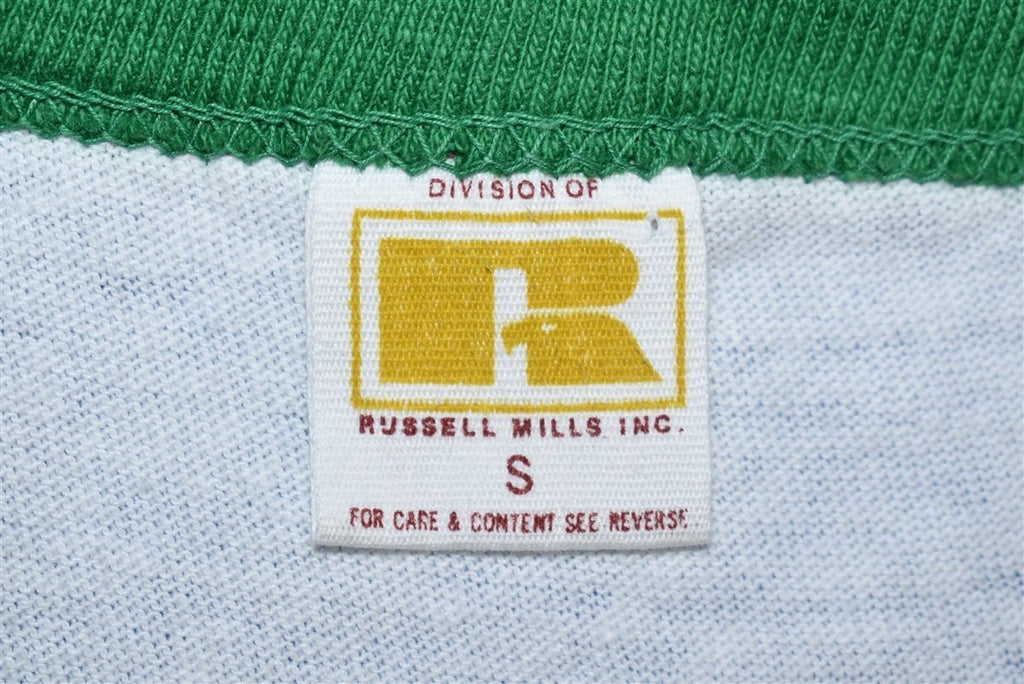 DIVISION OF
R
RUSSELL MILLS INC.
S
FOR CARE & CONTENT SEE REVERSE